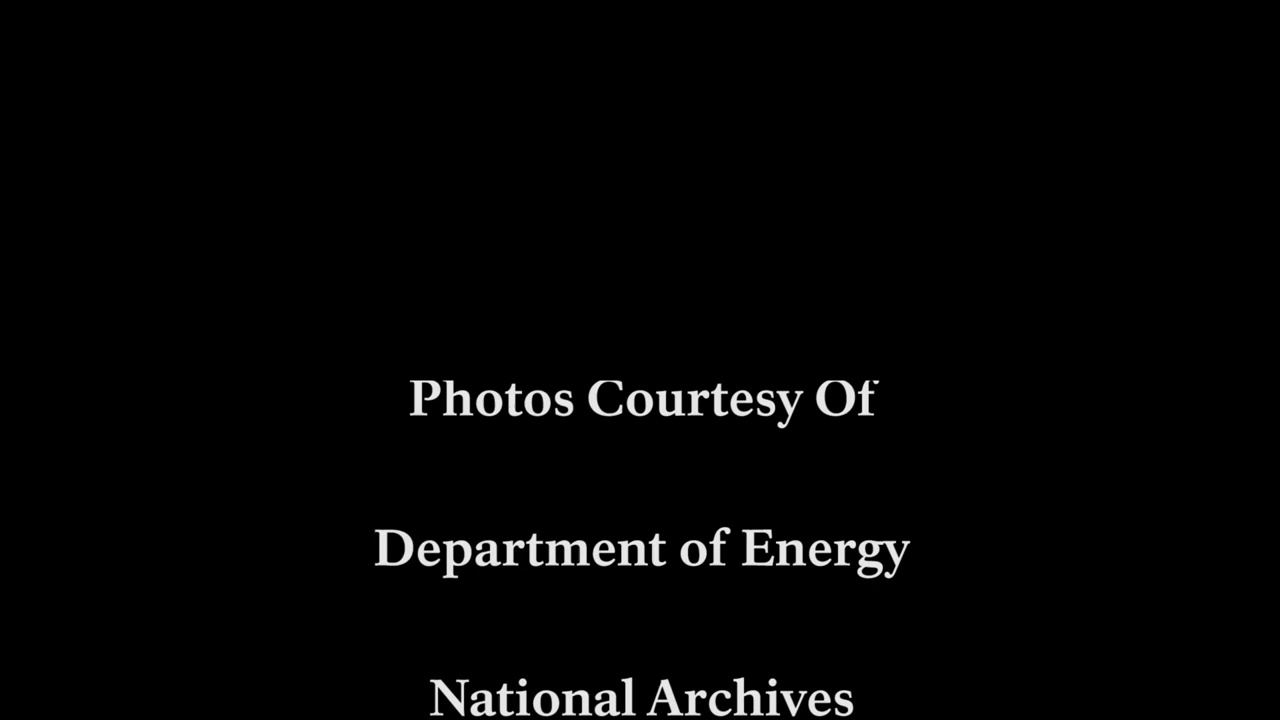 Photos Courtesy Of
Department of Energy
National Archives